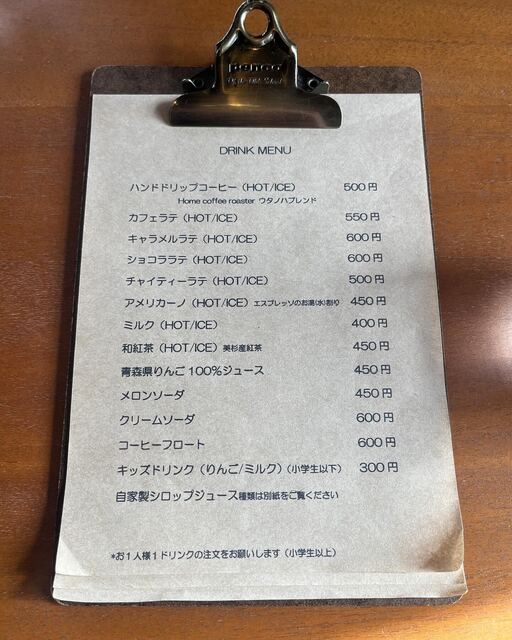 penco
DRINK MENU
ハンドドリップコーヒー（HOT/ICE） 500円
Home coffee roaster ウタノハブレンド
カフェラテ（HOT/ICE） 550円
キャラメルラテ（HOT/ICE） 600円
ショコララテ（HOT/ICE） 600円
チャイティーラテ（HOT/ICE） 500円
アメリカーノ（HOT/ICE）エスプレッソのお湯(水)割り 450円
ミルク（HOT/ICE） 400円
和紅茶（HOT/ICE）美杉産紅茶 450円
青森県りんご100%ジュース 450円
メロンソーダ 450円
クリームソーダ 600円
コーヒーフロート 600円
キッズドリンク（りんご/ミルク）（小学生以下） 300円
自家製シロップジュース種類は別紙をご覧ください
*お1人様1ドリンクの注文をお願いします（小学生以上）